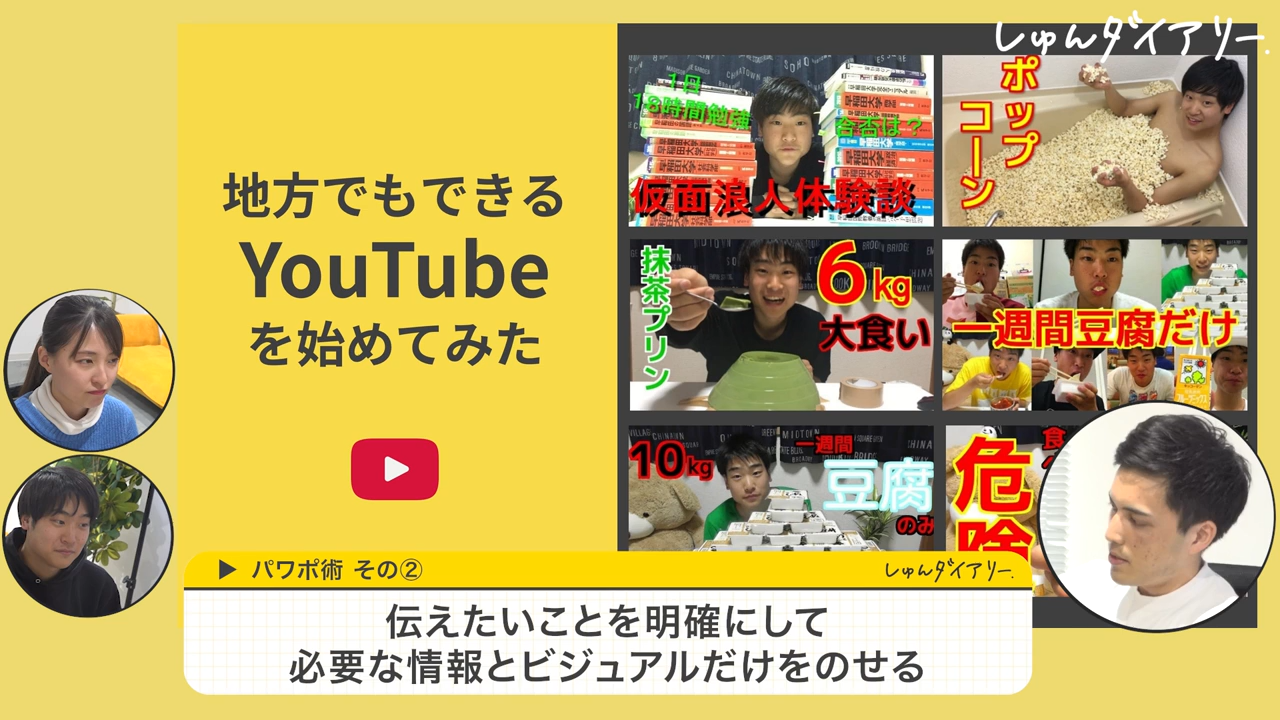 しゅんダイアリー.
地方でもできる
YouTube
を始めてみた
1日
18時間勉強
合否は？
早稲田大学
仮面浪人体験談
ポップ
コーン
抹茶プリン
6kg
大食い
一週間豆腐だけ
10kg
一週間
豆腐
のみ
危険
食
▶ パワポ術 その②
しゅんダイアリー.
伝えたいことを明確にして
必要な情報とビジュアルだけをのせる